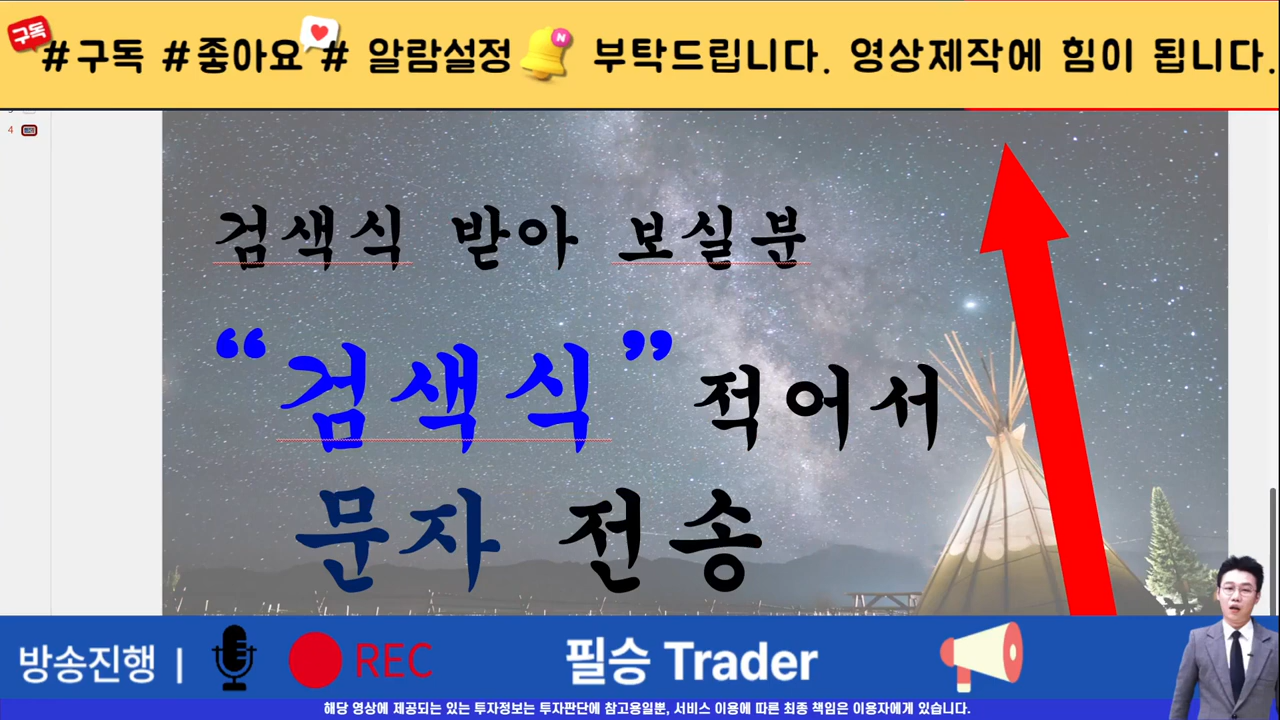 구독 #구독 #좋아요 # 알람설정 N 부탁드립니다. 영상제작에 힘이 됩니다.
4
검색식 받아 보실분
“검색식” 적어서
문자 전송
방송진행 | REC 필승 Trader
해당 영상에 제공되는 있는 투자정보는 투자판단에 참고용일뿐, 서비스 이용에 따른 최종 책임은 이용자에게 있습니다.